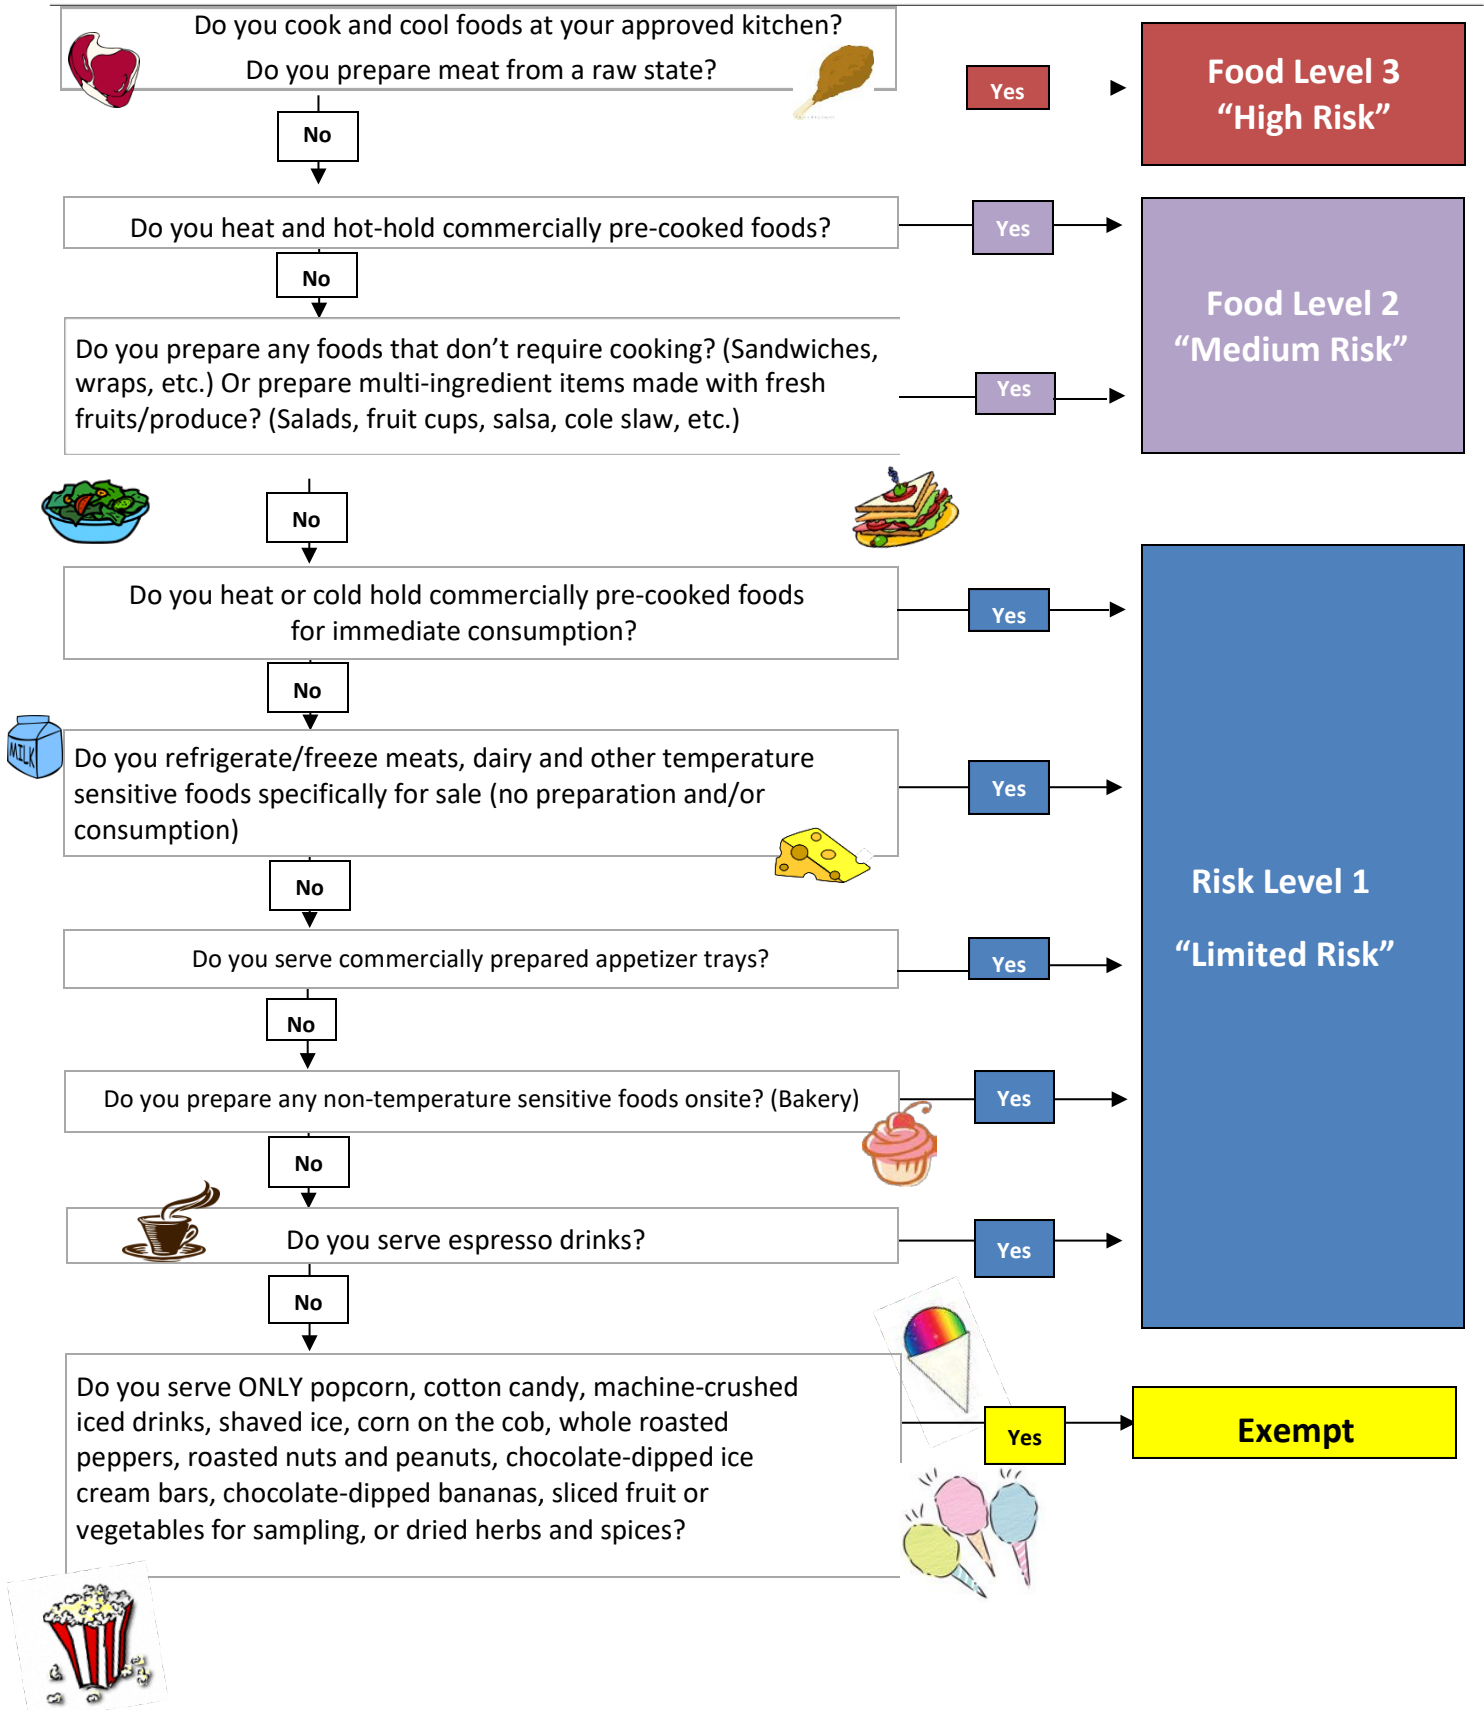 Do you cook and cool foods at your approved kitchen?
Do you prepare meat from a raw state?
Yes
Food Level 3
“High Risk”
No
Do you heat and hot-hold commercially pre-cooked foods?
Yes
No
Food Level 2
“Medium Risk”
Do you prepare any foods that don’t require cooking? (Sandwiches,
wraps, etc.) Or prepare multi-ingredient items made with fresh
fruits/produce? (Salads, fruit cups, salsa, cole slaw, etc.)
Yes
No
Do you heat or cold hold commercially pre-cooked foods
for immediate consumption?
Yes
No
MILK
Do you refrigerate/freeze meats, dairy and other temperature
sensitive foods specifically for sale (no preparation and/or
consumption)
Yes
No
Risk Level 1
“Limited Risk”
Do you serve commercially prepared appetizer trays?
Yes
No
Do you prepare any non-temperature sensitive foods onsite? (Bakery)
Yes
No
Do you serve espresso drinks?
Yes
No
Do you serve ONLY popcorn, cotton candy, machine-crushed
iced drinks, shaved ice, corn on the cob, whole roasted
peppers, roasted nuts and peanuts, chocolate-dipped ice
cream bars, chocolate-dipped bananas, sliced fruit or
vegetables for sampling, or dried herbs and spices?
Yes
Exempt